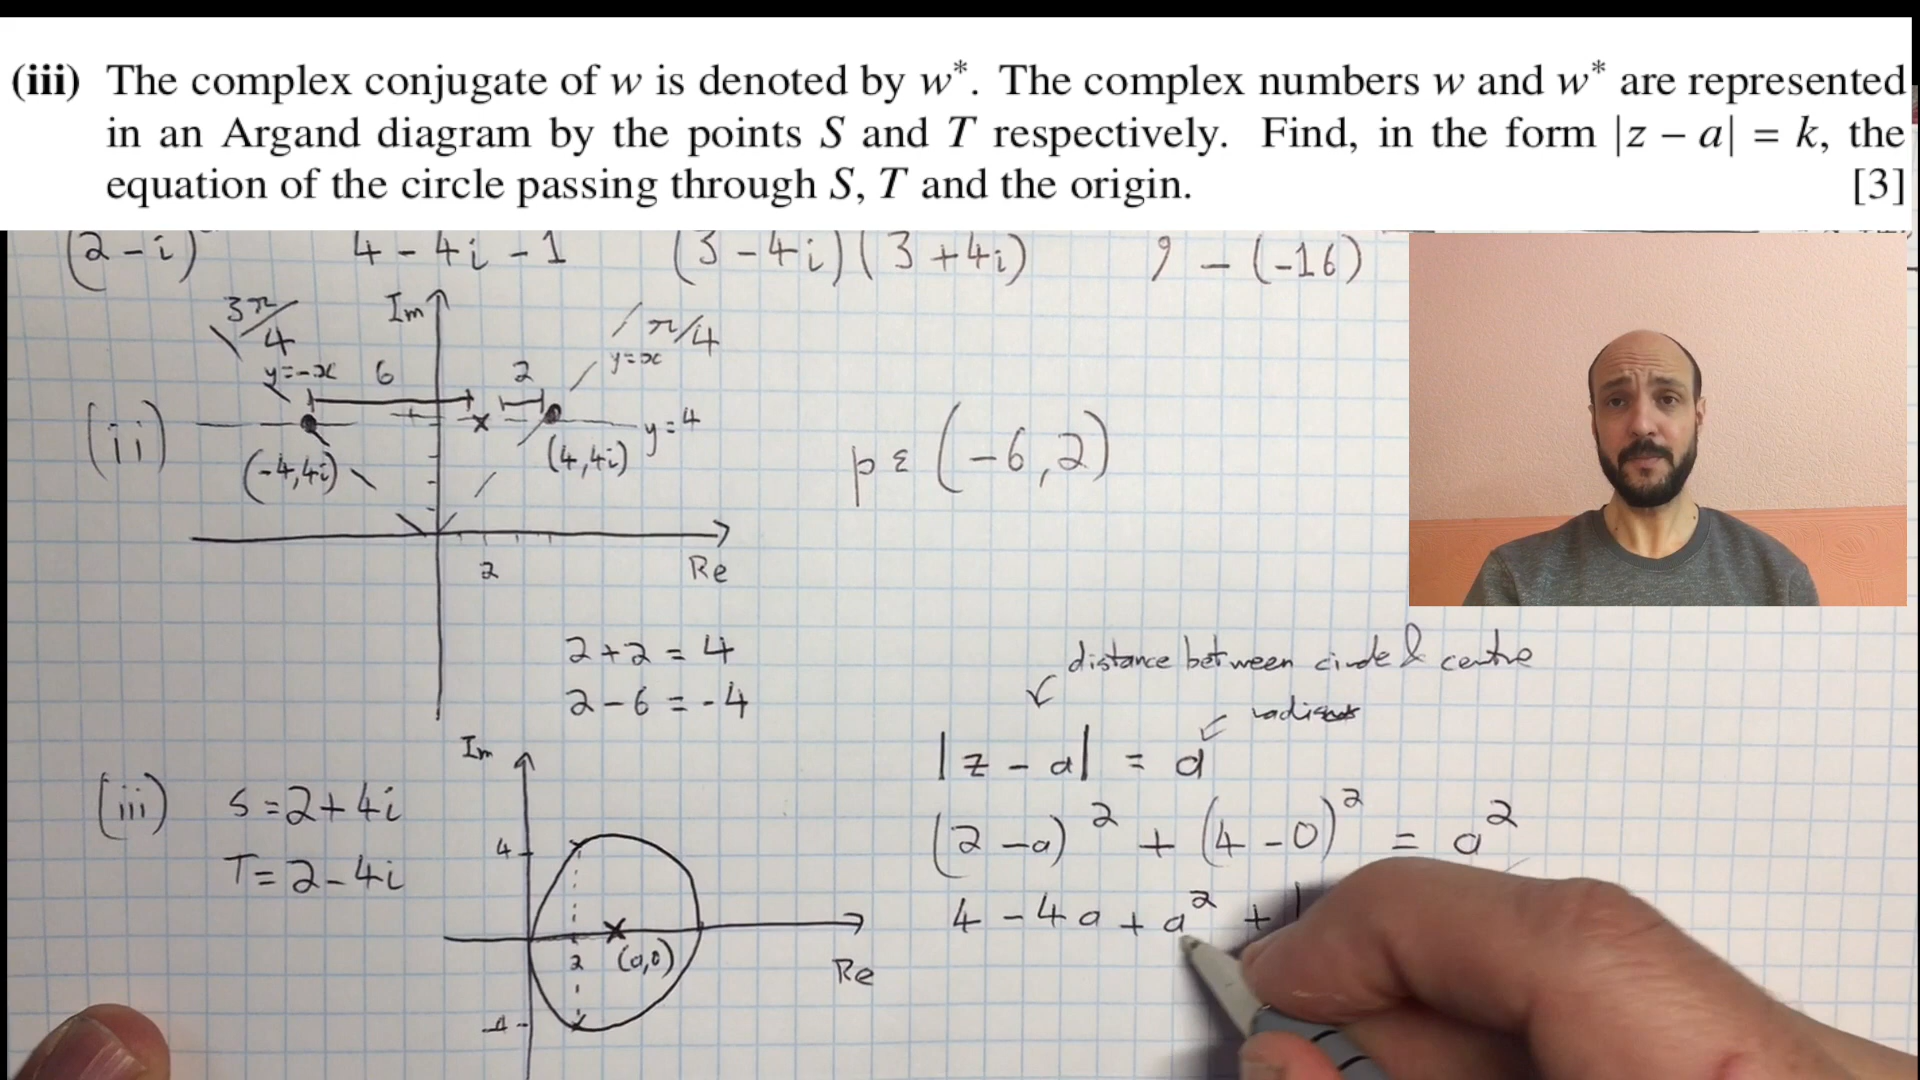 (iii) The complex conjugate of w is denoted by w*. The complex numbers w and w* are represented
in an Argand diagram by the points S and T respectively. Find, in the form |z − a| = k, the
equation of the circle passing through S, T and the origin. [3]
(2-i) 4-4i-1 (3-4i)(3+4i) 9-(-16)
3π/4 Im π/4
y=-x 6 2 y=x
(ii) y=4
(-4,4i) (4,4i) pε(-6,2)
2 Re
2+2=4
2-6=-4
distance between circle & centre
radius
Im |z-a| = a
(iii) S=2+4i
4 (2-a)² + (4-0)² = a²
T=2-4i
4-4a+a²+
2 (a,0) Re
-4